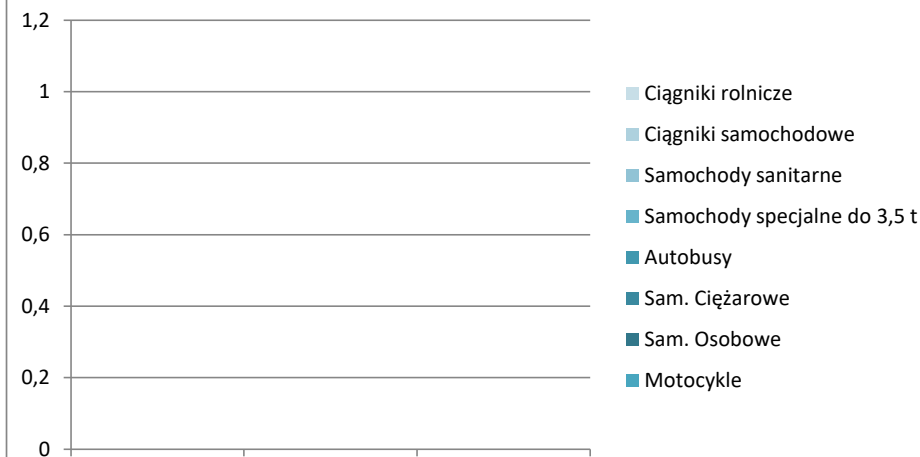 1,2
1
0,8
0,6
0,4
0,2
0
Ciągniki rolnicze
Ciągniki samochodowe
Samochody sanitarne
Samochody specjalne do 3,5 t
Autobusy
Sam. Ciężarowe
Sam. Osobowe
Motocykle